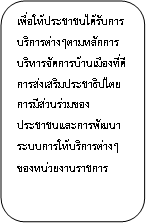 เพื่อให้ประชาชนได้รับการ
บริการต่างๆตามหลักการ
บริหารจัดการบ้านเมืองที่ดี
การส่งเสริมประชาธิปไตย
การมีส่วนร่วมของ
ประชาชนและการพัฒนา
ระบบการให้บริการต่างๆ
ของหน่วยงานราชการ